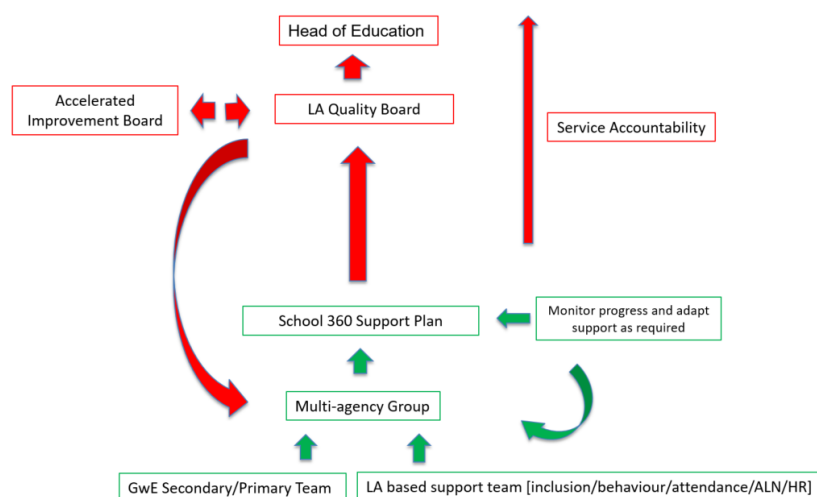 Head of Education
Accelerated
Improvement Board
LA Quality Board
Service Accountability
School 360 Support Plan
Monitor progress and adapt
support as required
Multi-agency Group
GwE Secondary/Primary Team
LA based support team [inclusion/behaviour/attendance/ALN/HR]